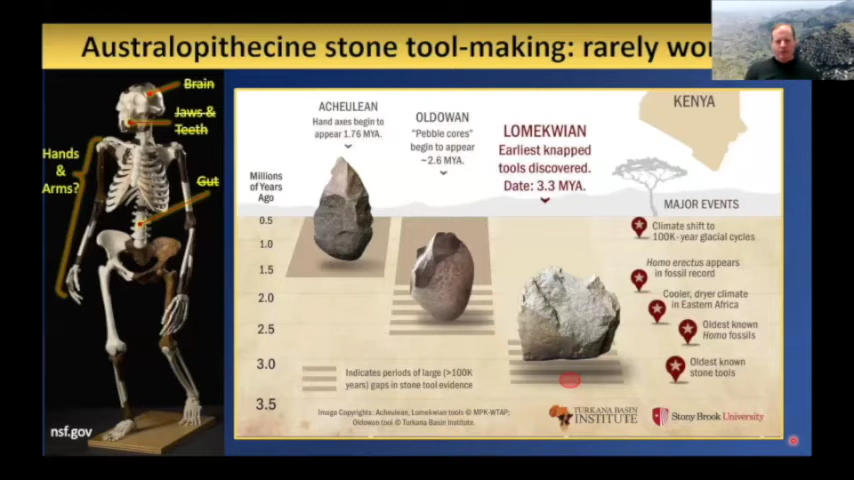 Australopithecine stone tool-making: rarely
Brain
Jaws &
Teeth
Hands
&
Arms?
Gut
nsf.gov
ACHEULEAN
Hand axes begin to
appear 1.76 MYA.
OLDOWAN
"Pebble cores"
begin to appear
~2.6 MYA.
LOMEKWIAN
Earliest knapped
tools discovered.
Date: 3.3 MYA.
KENYA
Millions
of Years
Ago
0.5
1.0
1.5
2.0
2.5
3.0
3.5
MAJOR EVENTS
Climate shift to
100K-year glacial cycles
Homo erectus appears
in fossil record
Cooler, dryer climate
in Eastern Africa
Oldest known
Homo fossils
Oldest known
stone tools
Indicates periods of large (>100K
years) gaps in stone tool evidence
Image Copyrights: Acheulean, Lomekwian tools © MPK-WTAP;
Oldowan tool © Turkana Basin Institute.
TURKANA BASIN
INSTITUTE
Stony Brook University